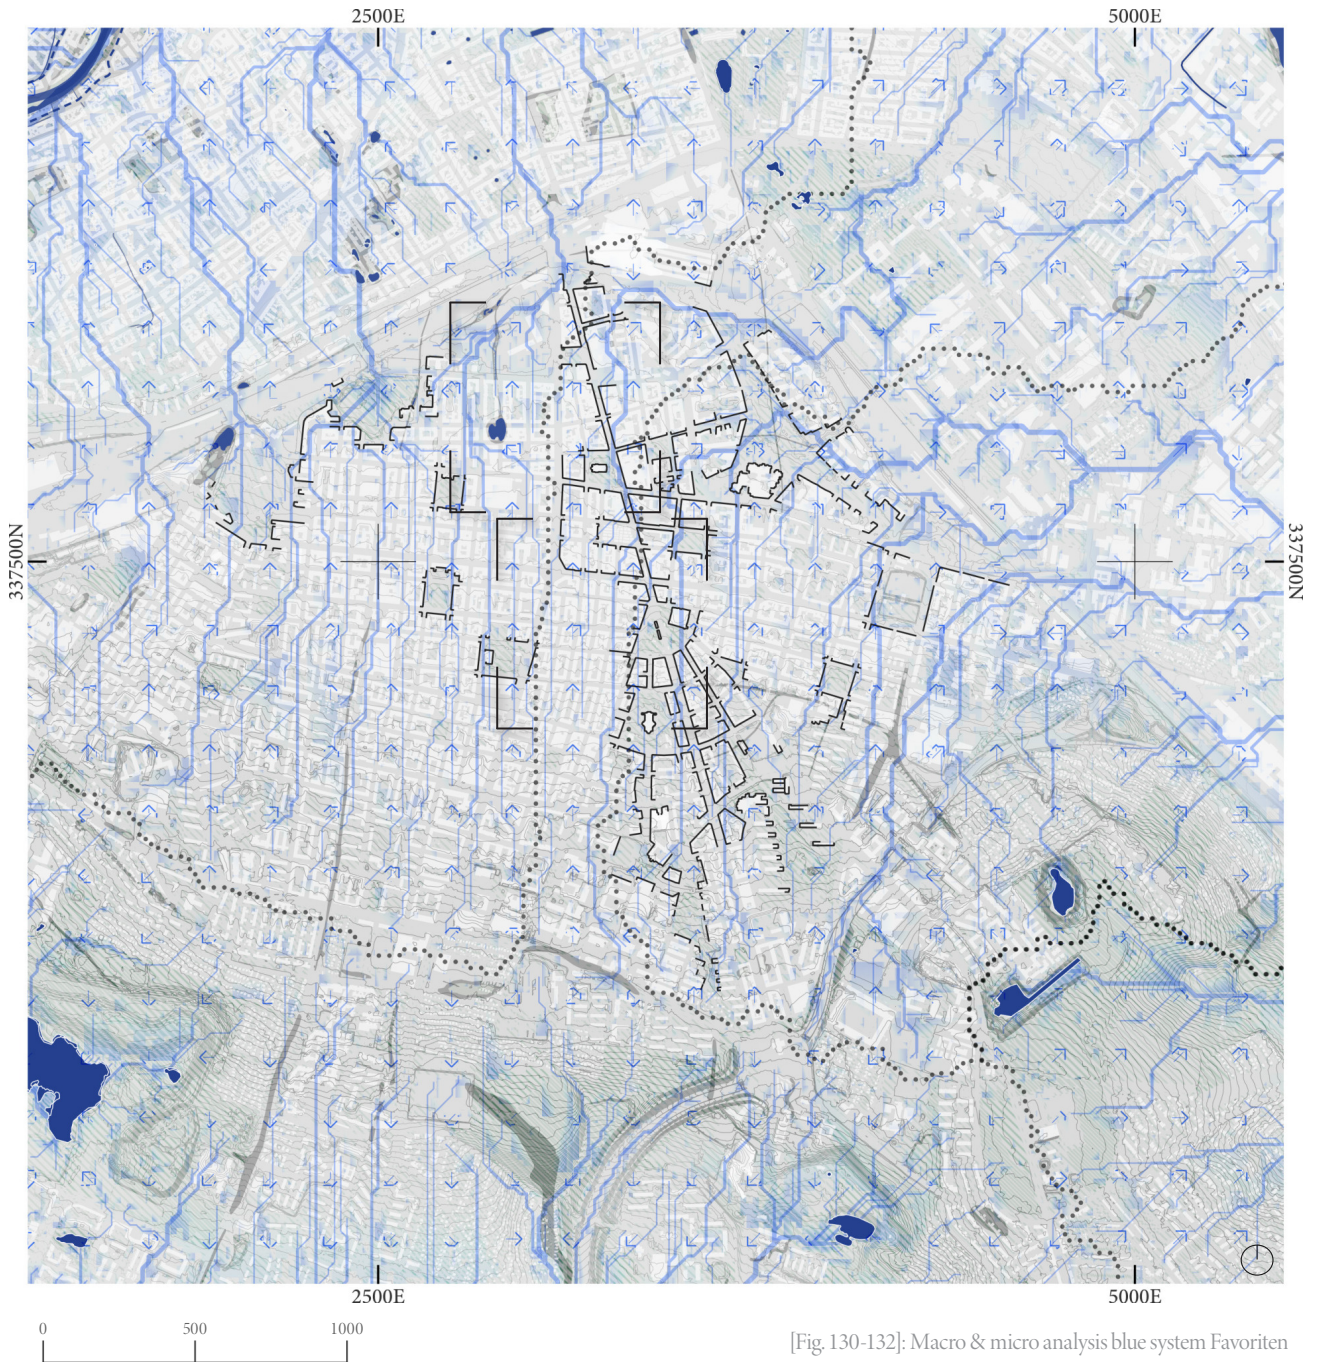 2500E 5000E
337500N 337500N
2500E 5000E
0 500 1000
[Fig. 130-132]: Macro & micro analysis blue system Favoriten